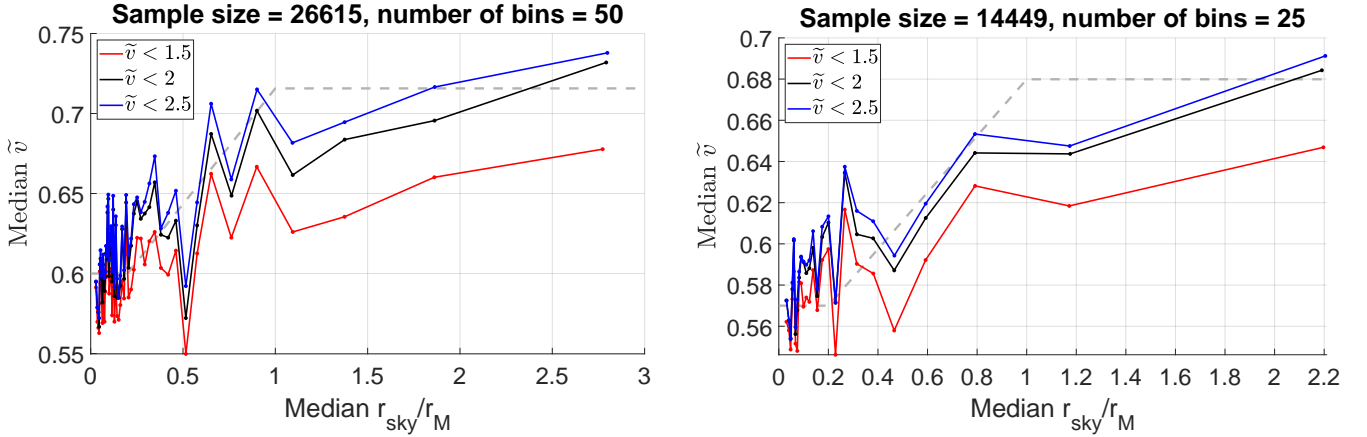 Sample size = 26615, number of bins = 50
0.75
0.7
0.65
0.6
0.55
Median ṽ
ṽ < 1.5
ṽ < 2
ṽ < 2.5
0 0.5 1 1.5 2 2.5 3
Median r_sky/r_M
Sample size = 14449, number of bins = 25
0.7
0.68
0.66
0.64
0.62
0.6
0.58
0.56
Median ṽ
ṽ < 1.5
ṽ < 2
ṽ < 2.5
0 0.2 0.4 0.6 0.8 1 1.2 1.4 1.6 1.8 2 2.2
Median r_sky/r_M